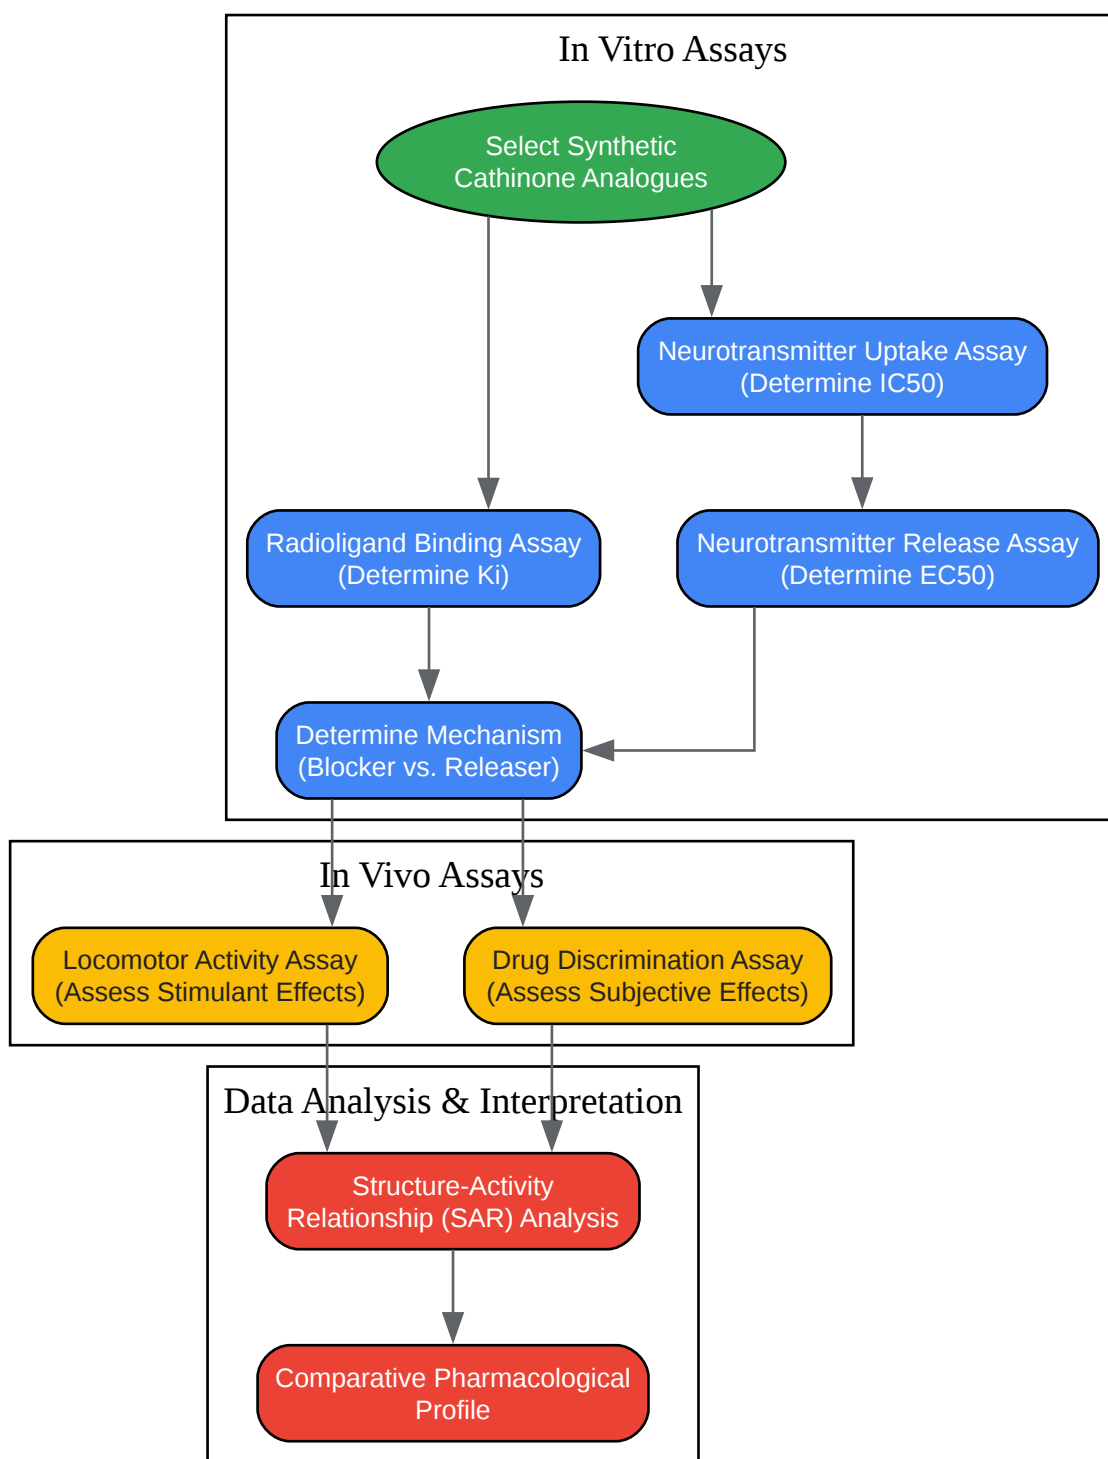 In Vitro Assays
Select Synthetic
Cathinone Analogues
Neurotransmitter Uptake Assay
(Determine IC50)
Radioligand Binding Assay
(Determine Ki)
Neurotransmitter Release Assay
(Determine EC50)
Determine Mechanism
(Blocker vs. Releaser)
In Vivo Assays
Locomotor Activity Assay
(Assess Stimulant Effects)
Drug Discrimination Assay
(Assess Subjective Effects)
Data Analysis & Interpretation
Structure-Activity
Relationship (SAR) Analysis
Comparative Pharmacological
Profile